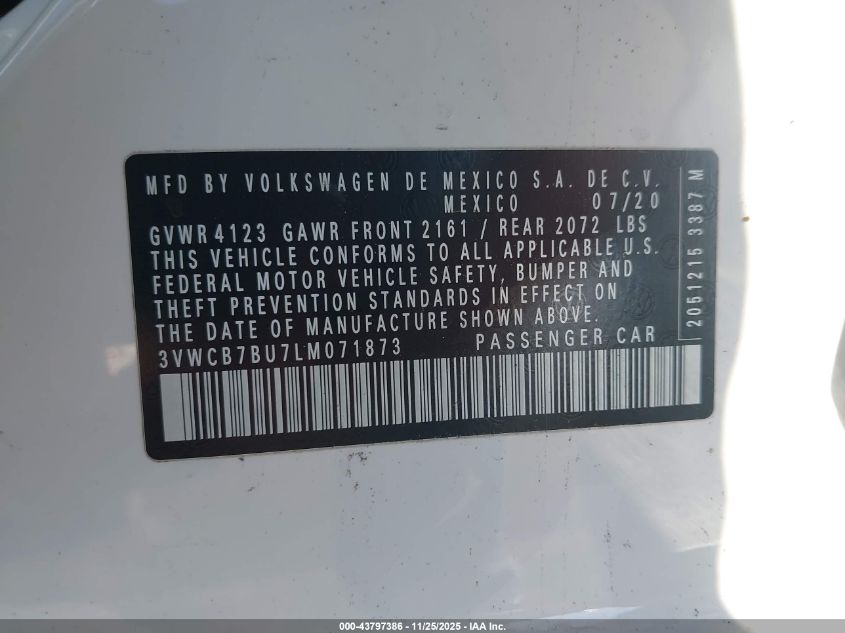 MFD BY VOLKSWAGEN DE MEXICO S.A. DE C.V.
MEXICO 07/20
GVWR 4123 GAWR FRONT 2161 / REAR 2072 LBS
THIS VEHICLE CONFORMS TO ALL APPLICABLE U.S.
FEDERAL MOTOR VEHICLE SAFETY, BUMPER AND
THEFT PREVENTION STANDARDS IN EFFECT ON
THE DATE OF MANUFACTURE SHOWN ABOVE.
3VWCB7BU7LM071873 PASSENGER CAR
2051215 3387 M
000-43797386 - 11/25/2025 - IAA Inc.